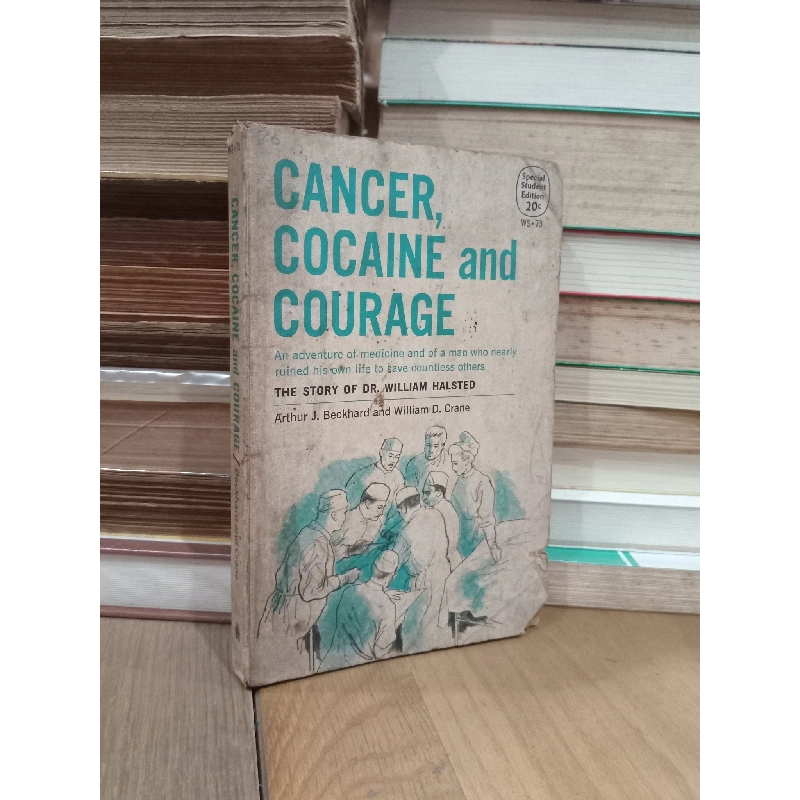 CANCER,
COCAINE and
COURAGE
An adventure of medicine and of a man who nearly
ruined his own life to save countless others
THE STORY OF DR. WILLIAM HALSTED
Arthur J. Beckhard and William D. Crane
Special
Student
Edition
20¢
CANCER, COCAINE and COURAGE